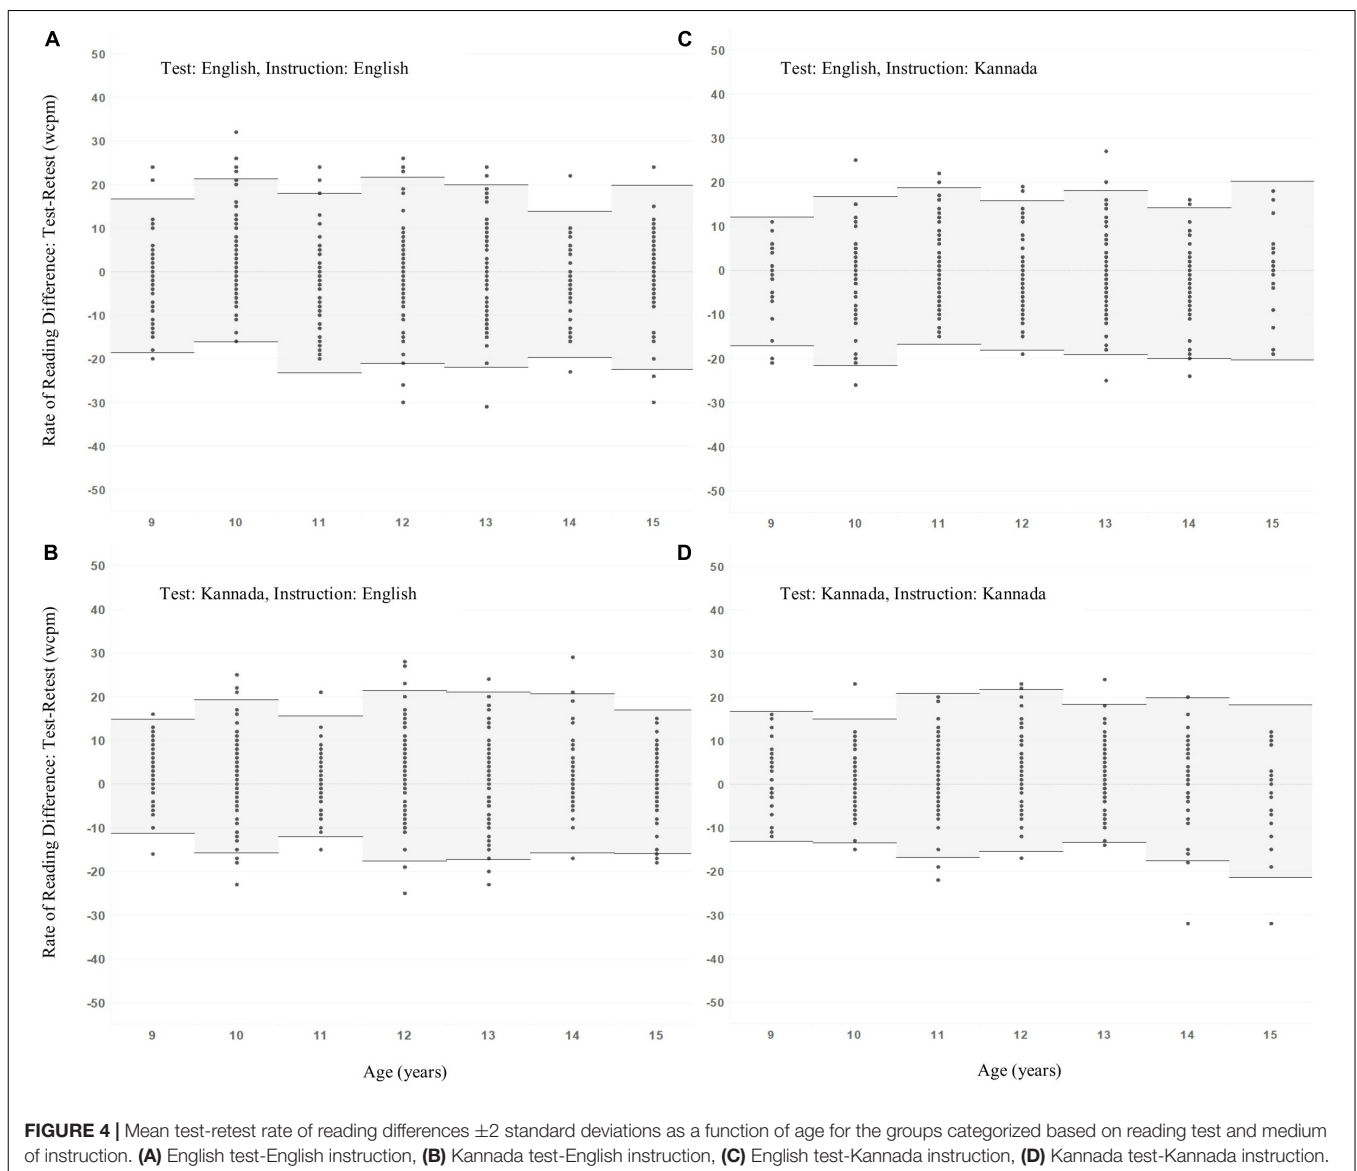 A
Test: English, Instruction: English
Rate of Reading Difference: Test-Retest (wcpm)
50
40
30
20
10
0
-10
-20
-30
-40
-50
9 10 11 12 13 14 15
C
Test: English, Instruction: Kannada
50
40
30
20
10
0
-10
-20
-30
-40
-50
9 10 11 12 13 14 15
B
Test: Kannada, Instruction: English
Rate of Reading Difference: Test-Retest (wcpm)
50
40
30
20
10
0
-10
-20
-30
-40
-50
9 10 11 12 13 14 15
Age (years)
D
Test: Kannada, Instruction: Kannada
50
40
30
20
10
0
-10
-20
-30
-40
-50
9 10 11 12 13 14 15
Age (years)
FIGURE 4 | Mean test-retest rate of reading differences ±2 standard deviations as a function of age for the groups categorized based on reading test and medium
of instruction. (A) English test-English instruction, (B) Kannada test-English instruction, (C) English test-Kannada instruction, (D) Kannada test-Kannada instruction.